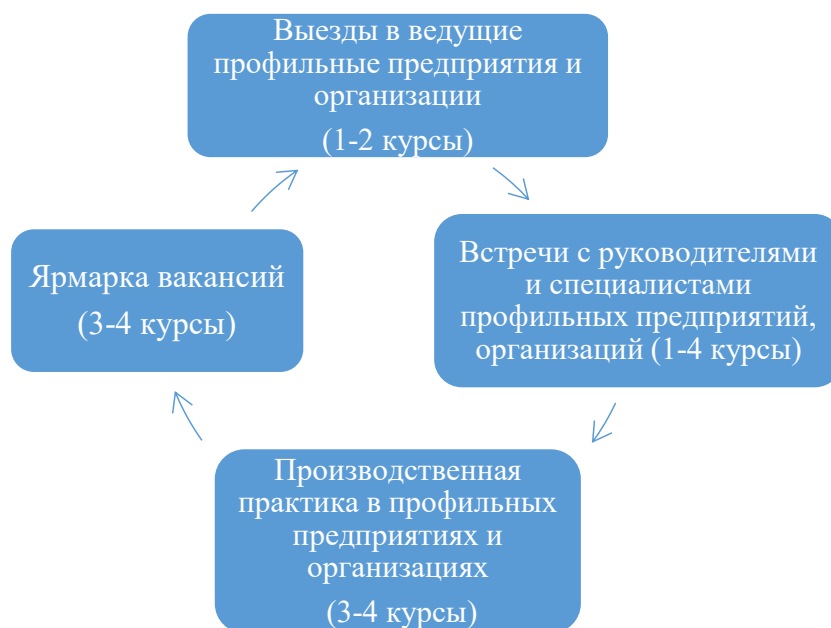 Выезды в ведущие
профильные предприятия и
организации
(1-2 курсы)
Встречи с руководителями
и специалистами
профильных предприятий,
организаций (1-4 курсы)
Производственная
практика в профильных
предприятиях и
организациях
(3-4 курсы)
Ярмарка вакансий
(3-4 курсы)